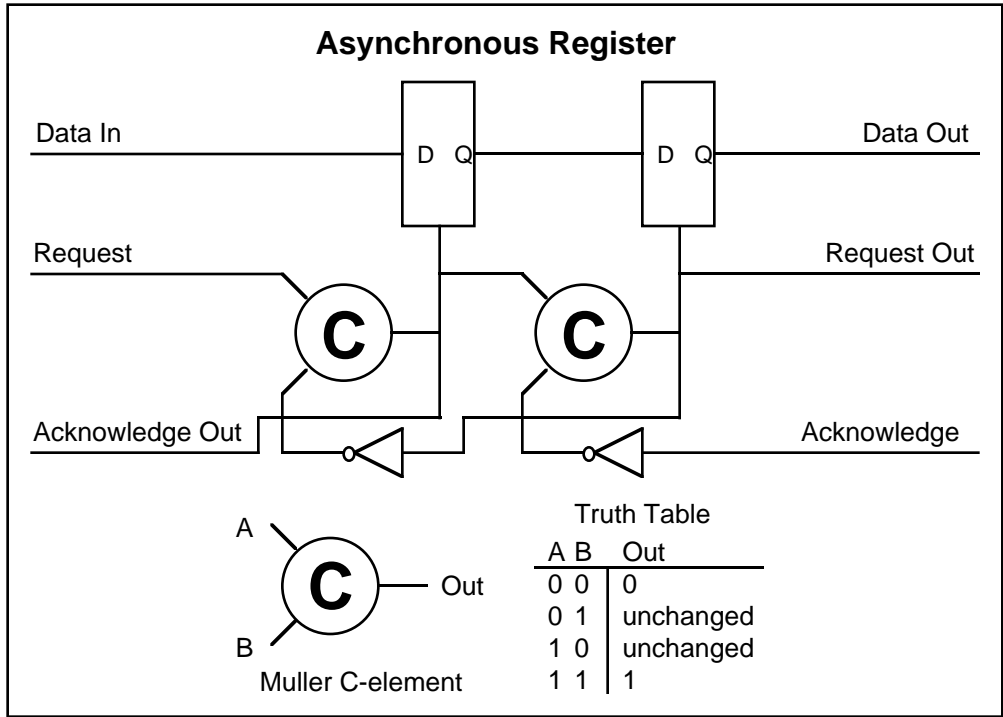 Asynchronous Register
Data In
D Q
D Q
Data Out
Request
Request Out
C
C
Acknowledge Out
Acknowledge
A
B
C
Out
Muller C-element
Truth Table
A B Out
0 0 0
0 1 unchanged
1 0 unchanged
1 1 1